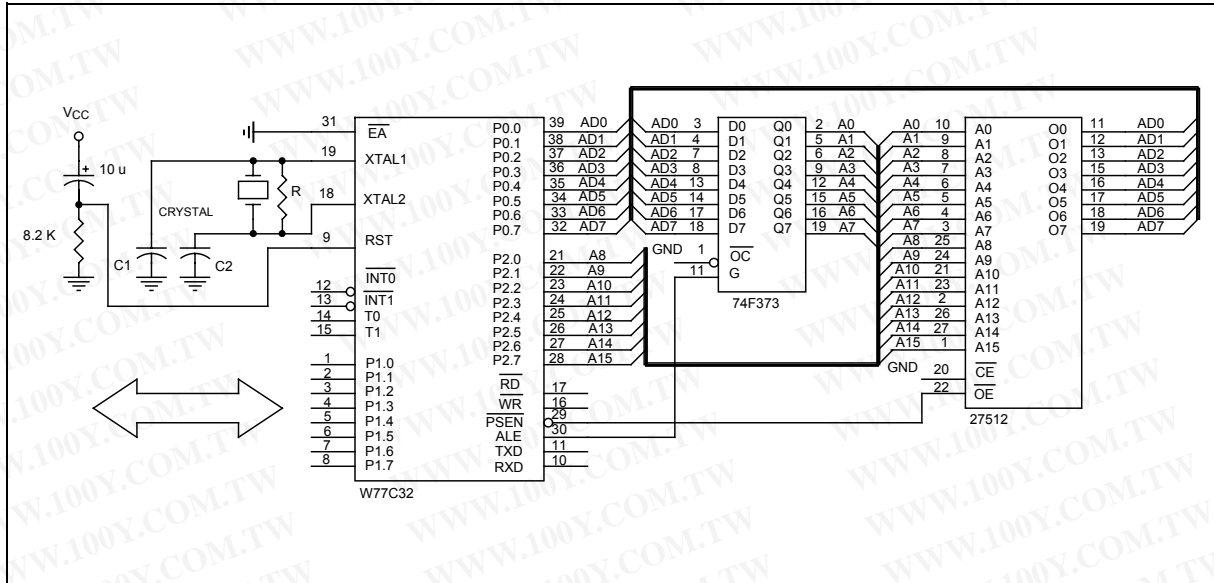 VCC
10 u
8.2 K
C1
CRYSTAL
C2
R
31 EA
19 XTAL1
18 XTAL2
9 RST
12 INT0
13 INT1
14 T0
15 T1
1 P1.0
2 P1.1
3 P1.2
4 P1.3
5 P1.4
6 P1.5
7 P1.6
8 P1.7
P0.0 39 AD0
P0.1 38 AD1
P0.2 37 AD2
P0.3 36 AD3
P0.4 35 AD4
P0.5 34 AD5
P0.6 33 AD6
P0.7 32 AD7
P2.0 21 A8
P2.1 22 A9
P2.2 23 A10
P2.3 24 A11
P2.4 25 A12
P2.5 26 A13
P2.6 27 A14
P2.7 28 A15
RD 17
WR 16
PSEN 29
ALE 30
TXD 11
RXD 10
W77C32
AD0 3 D0 Q0 2 A0
AD1 4 D1 Q1 5 A1
AD2 7 D2 Q2 6 A2
AD3 8 D3 Q3 9 A3
AD4 13 D4 Q4 12 A4
AD5 14 D5 Q5 15 A5
AD6 17 D6 Q6 16 A6
AD7 18 D7 Q7 19 A7
GND 1 OC
11 G
74F373
A0 10 A0 O0 11 AD0
A1 9 A1 O1 12 AD1
A2 8 A2 O2 13 AD2
A3 7 A3 O3 15 AD3
A4 6 A4 O4 16 AD4
A5 5 A5 O5 17 AD5
A6 4 A6 O6 18 AD6
A7 3 A7 O7 19 AD7
A8 25 A8
A9 24 A9
A10 21 A10
A11 23 A11
A12 2 A12
A13 26 A13
A14 27 A14
A15 1 A15
GND 20 CE
22 OE
27512
WWW.100Y.COM.TW